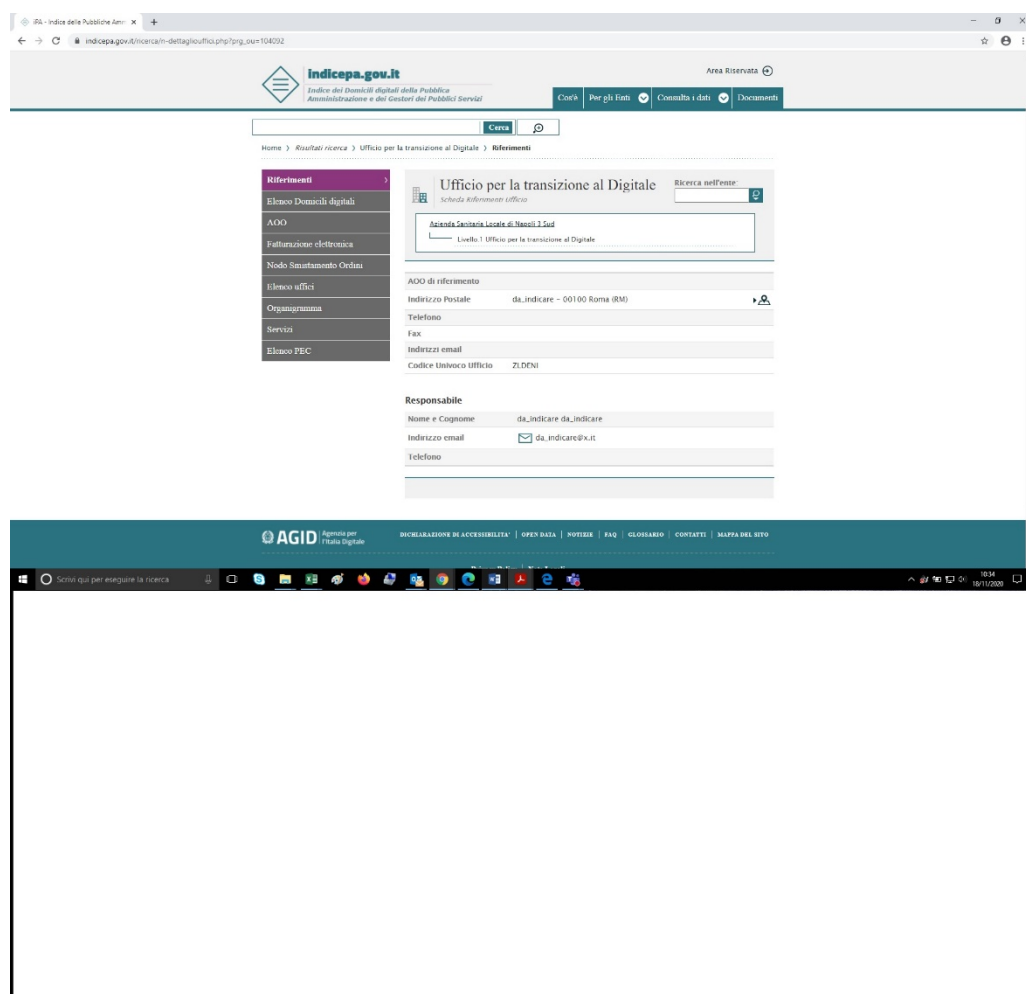 iPA - Indice delle Pubbliche Amm
indicepa.gov.it/ricerca/n-dettagliouffici.php?prg_ou=104092
indicepa.gov.it
Indice dei Domicili digitali della Pubblica
Amministrazione e dei Gestori dei Pubblici Servizi
Area Riservata
Cos'è
Per gli Enti
Consulta i dati
Documenti
Cerca
Home > Risultati ricerca > Ufficio per la transizione al Digitale > Riferimenti
Riferimenti
Elenco Domicili digitali
AOO
Fatturazione elettronica
Nodo Smistamento Ordini
Elenco uffici
Organigramma
Servizi
Elenco PEC
Ufficio per la transizione al Digitale
Scheda Riferimenti Ufficio
Ricerca nell'ente:
Azienda Sanitaria Locale di Napoli 3 Sud
Livello.1 Ufficio per la transizione al Digitale
AOO di riferimento
Indirizzo Postale da_indicare - 00100 Roma (RM)
Telefono
Fax
Indirizzi email
Codice Univoco Ufficio ZLDENI
Responsabile
Nome e Cognome da_indicare da_indicare
Indirizzo email da_indicare@x.it
Telefono
AGID Agenzia per l'Italia Digitale
DICHIARAZIONE DI ACCESSIBILITA' | OPEN DATA | NOTIZIE | FAQ | GLOSSARIO | CONTATTI | MAPPA DEL SITO
Scrivi qui per eseguire la ricerca
10:34
18/11/2020